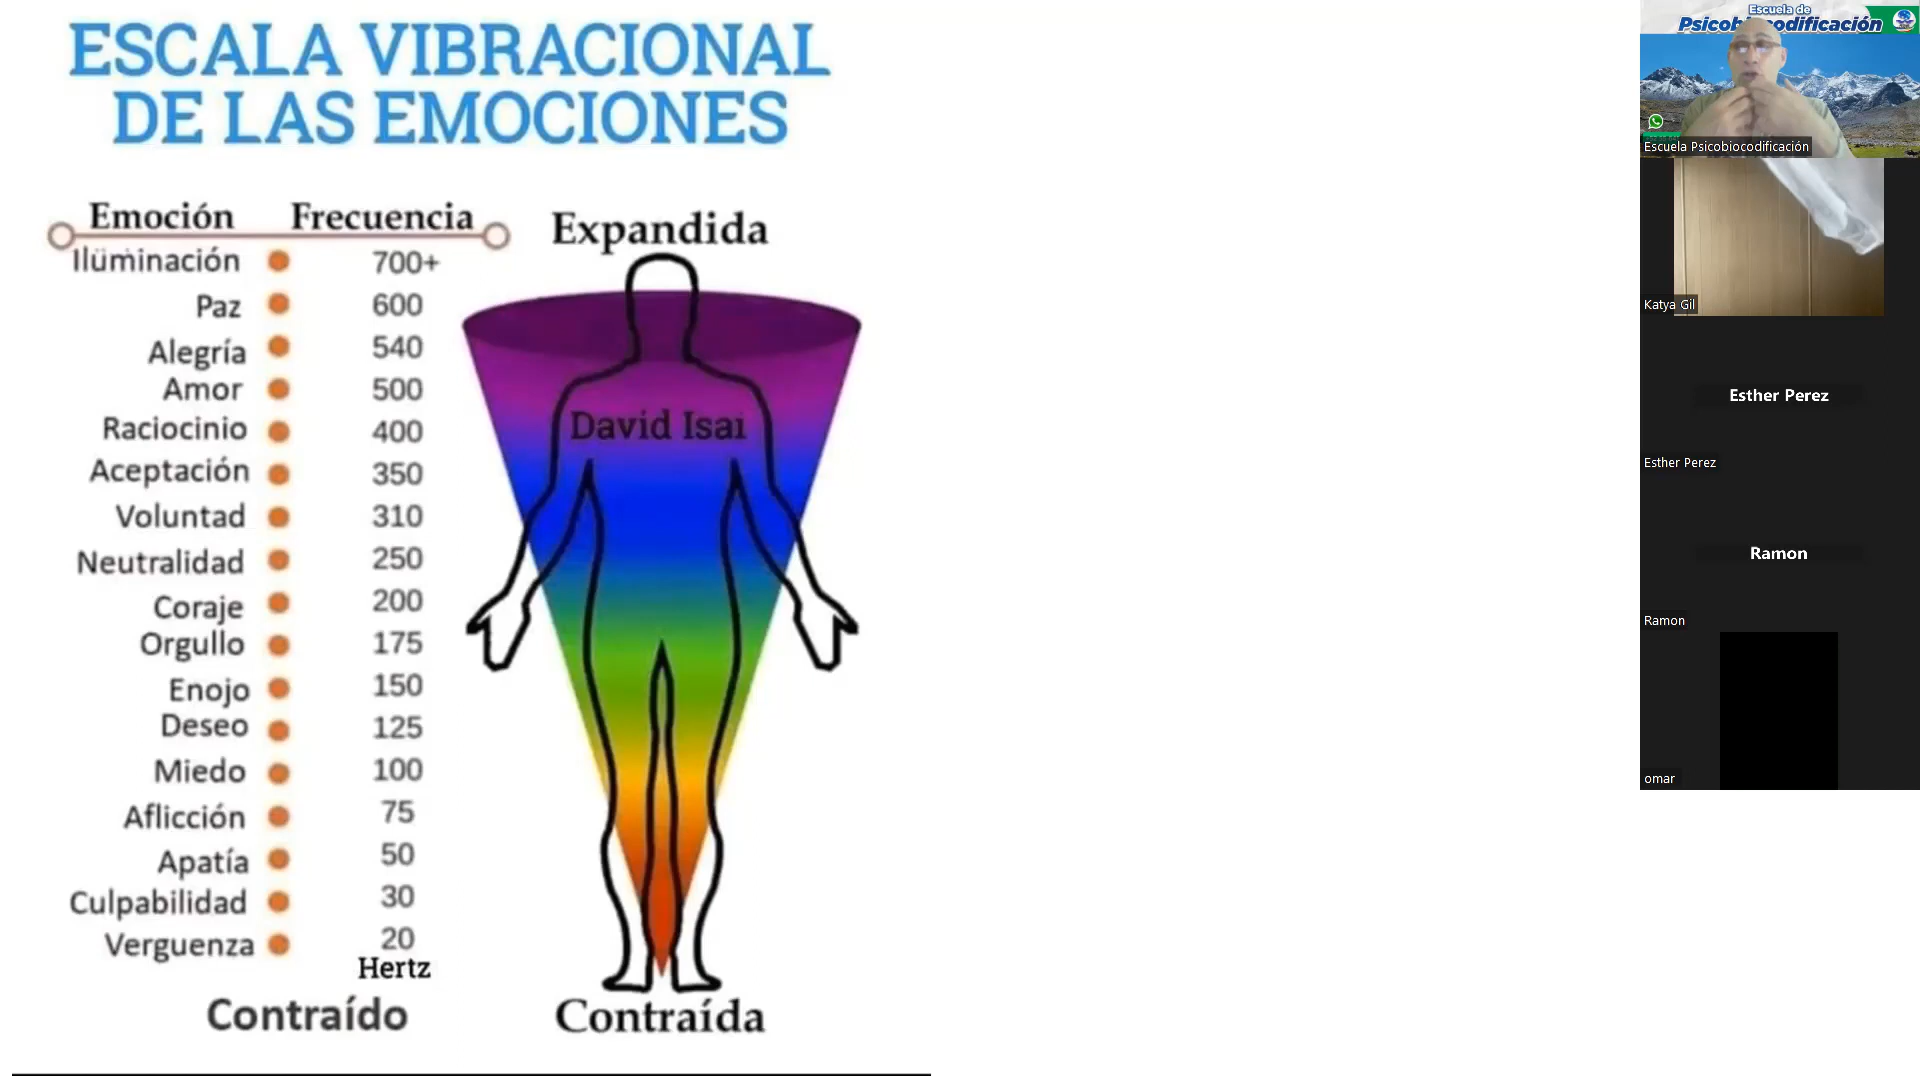 ESCALA VIBRACIONAL
DE LAS EMOCIONES
Emoción Frecuencia
Iluminación 700+
Paz 600
Alegría 540
Amor 500
Raciocinio 400
Aceptación 350
Voluntad 310
Neutralidad 250
Coraje 200
Orgullo 175
Enojo 150
Deseo 125
Miedo 100
Aflicción 75
Apatía 50
Culpabilidad 30
Verguenza 20
Hertz
Contraído
Expandida
David Isaí
Contraída
Escuela de
Escuela Psicobiocodificación
Katya Gil
Esther Perez
Esther Perez
Ramon
Ramon
omar